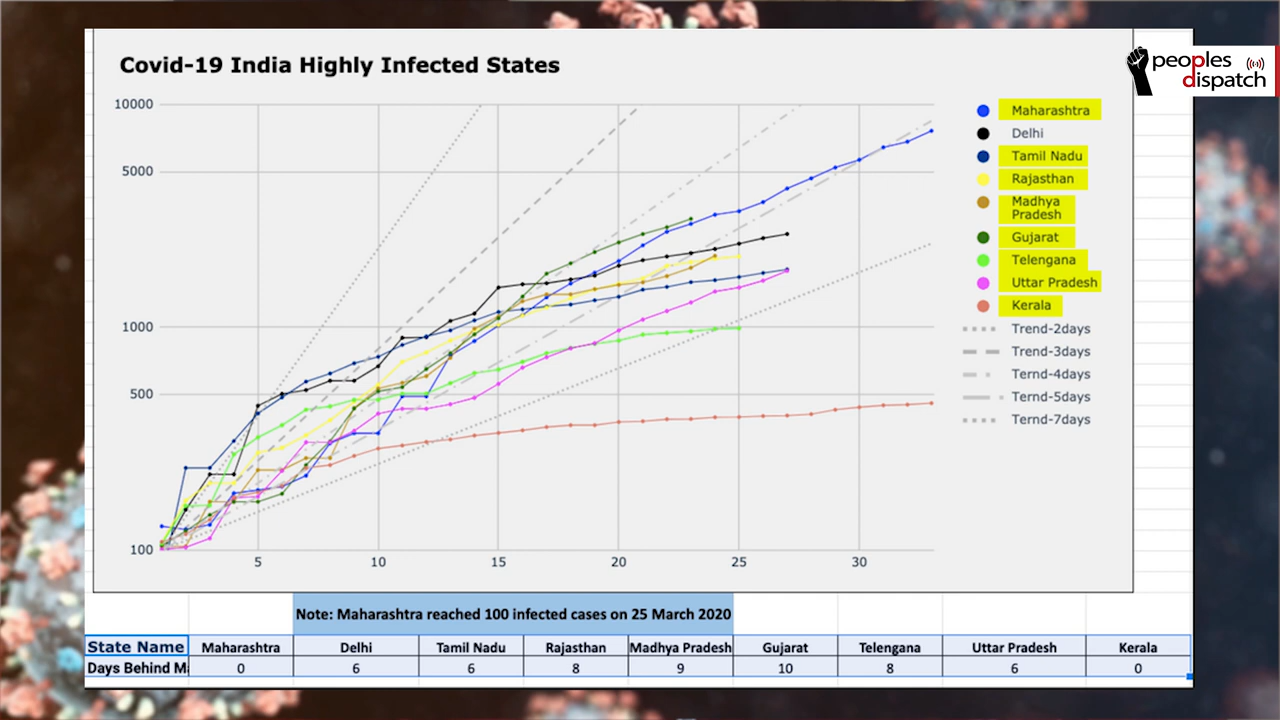 Covid-19 India Highly Infected States
peoples
dispatch
10000
5000
1000
500
100
5
10
15
20
25
30
Maharashtra
Delhi
Tamil Nadu
Rajasthan
Madhya
Pradesh
Gujarat
Telengana
Uttar Pradesh
Kerala
Trend-2days
Trend-3days
Ternd-4days
Ternd-5days
Ternd-7days
Note: Maharashtra reached 100 infected cases on 25 March 2020
State Name Maharashtra Delhi Tamil Nadu Rajasthan Madhya Pradesh Gujarat Telengana Uttar Pradesh Kerala
Days Behind Ma 0 6 6 8 9 10 8 6 0